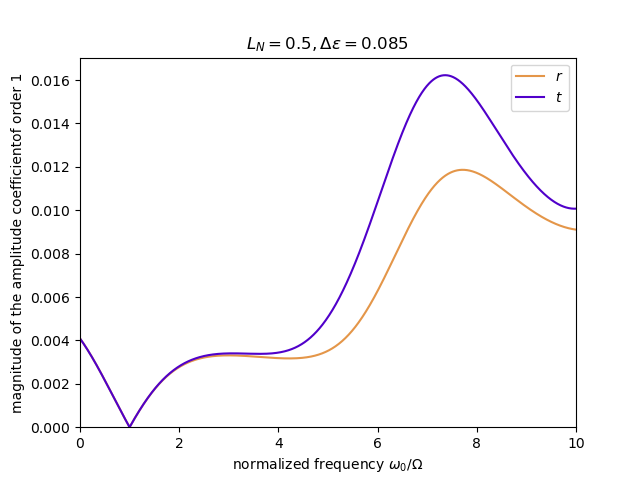 L_N = 0.5, Δε = 0.085
magnitude of the amplitude coefficientof order 1
0.016
0.014
0.012
0.010
0.008
0.006
0.004
0.002
0.000
r
t
0 2 4 6 8 10
normalized frequency ω₀/Ω